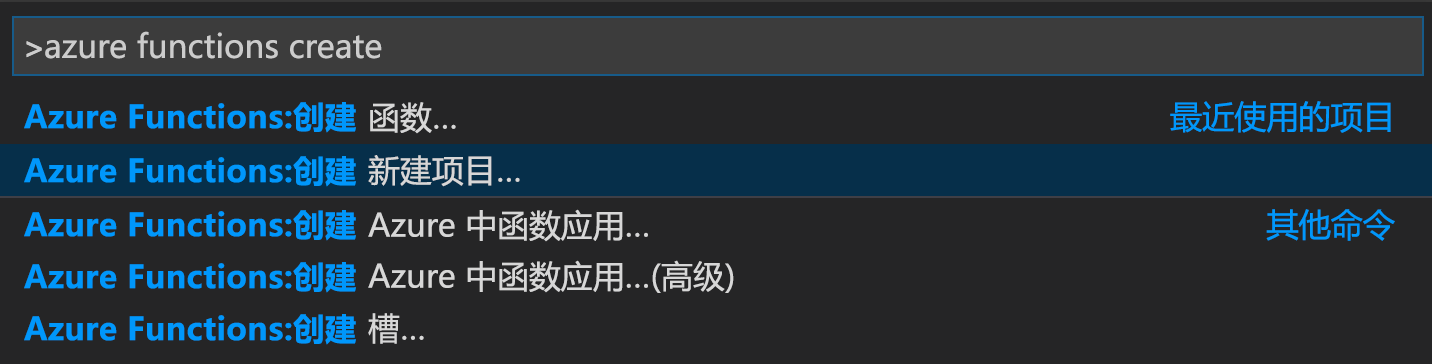 >azure functions create
Azure Functions:创建 函数... 最近使用的项目
Azure Functions:创建 新建项目...
Azure Functions:创建 Azure 中函数应用... 其他命令
Azure Functions:创建 Azure 中函数应用...(高级)
Azure Functions:创建 槽...